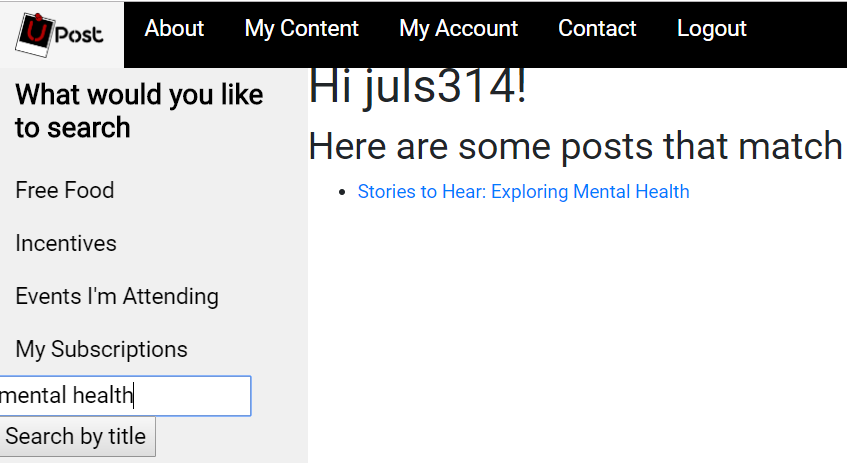 U Post
About My Content My Account Contact Logout
What would you like
to search
Free Food
Incentives
Events I'm Attending
My Subscriptions
mental health
Search by title
Hi juls314!
Here are some posts that match
Stories to Hear: Exploring Mental Health